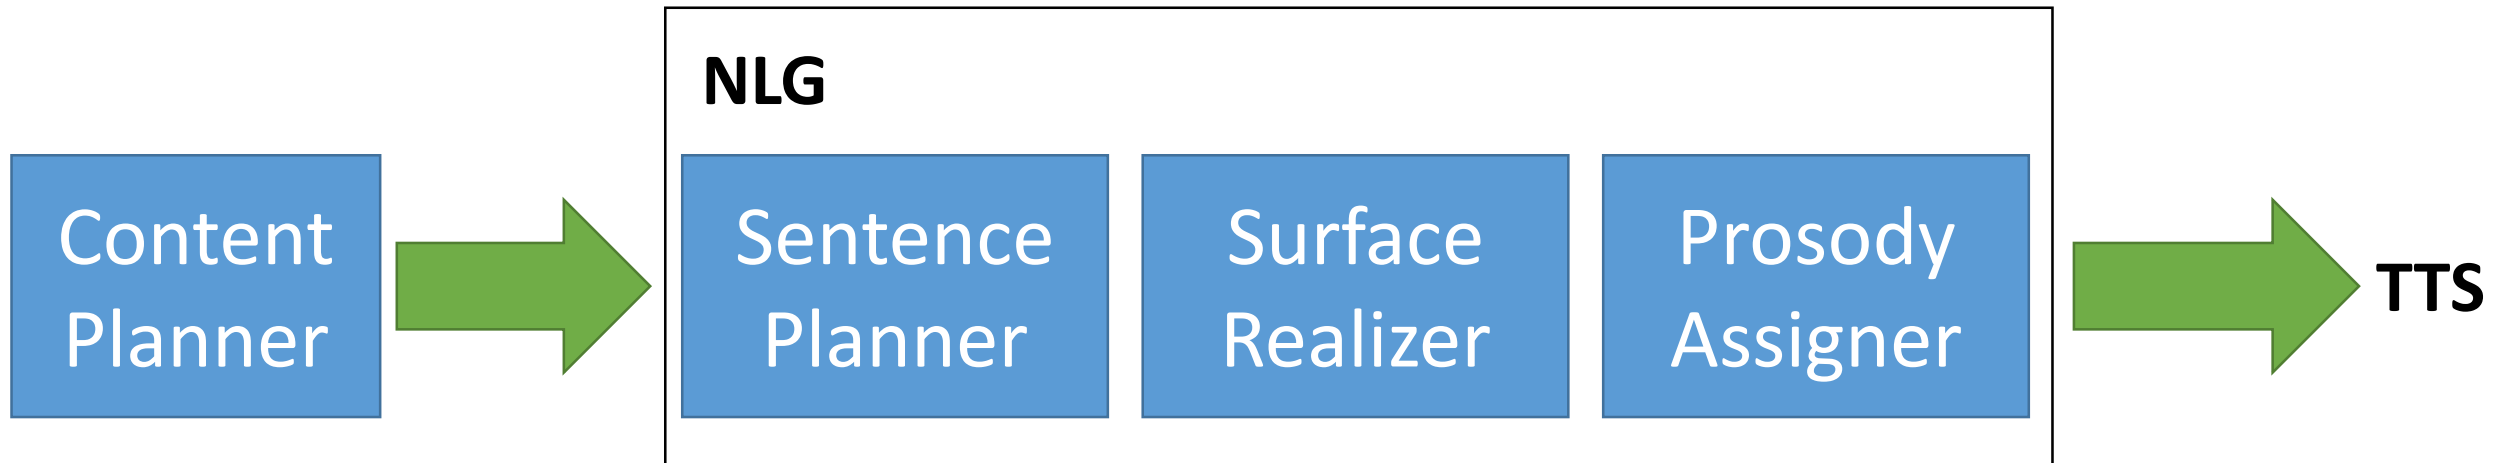 NLG
Content
Planner
Sentence
Planner
Surface
Realizer
Prosody
Assigner
TTS